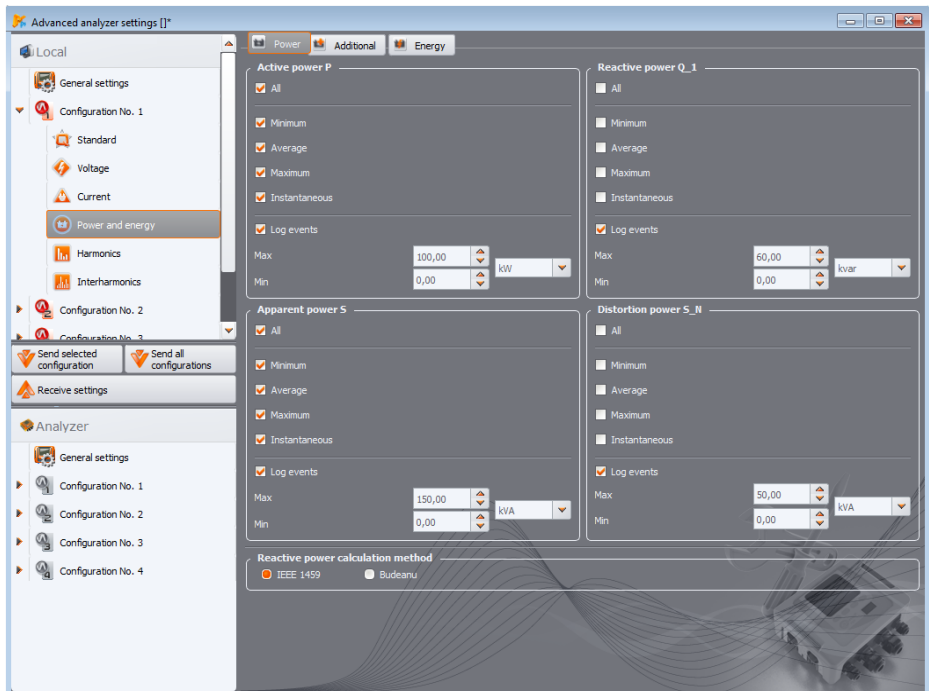 Advanced analyzer settings []*
Local
General settings
Configuration No. 1
Standard
Voltage
Current
Power and energy
Harmonics
Interharmonics
Configuration No. 2
Configuration No. 3
Send selected configuration
Send all configurations
Receive settings
Analyzer
General settings
Configuration No. 1
Configuration No. 2
Configuration No. 3
Configuration No. 4
Power Additional Energy
Active power P
All
Minimum
Average
Maximum
Instantaneous
Log events
Max 100,00
kW
Min 0,00
Reactive power Q_1
All
Minimum
Average
Maximum
Instantaneous
Log events
Max 60,00
kvar
Min 0,00
Apparent power S
All
Minimum
Average
Maximum
Instantaneous
Log events
Max 150,00
kVA
Min 0,00
Distortion power S_N
All
Minimum
Average
Maximum
Instantaneous
Log events
Max 50,00
kVA
Min 0,00
Reactive power calculation method
IEEE 1459 Budeanu